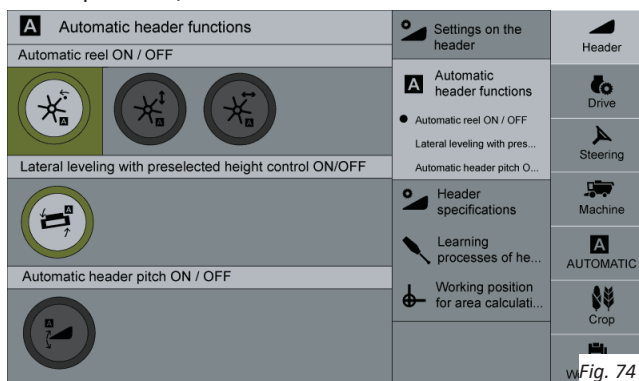 A Automatic header functions
Automatic reel ON / OFF
A
A
A
Lateral leveling with preselected height control ON/OFF
A
Automatic header pitch ON / OFF
A
Settings on the
header
A
Automatic
header functions
Automatic reel ON / OFF
Lateral leveling with pres...
Automatic header pitch O...
Header
specifications
Learning
processes of he...
Working position
for area calculati...
Header
Drive
Steering
Machine
A
AUTOMATIC
Crop
Fig. 74